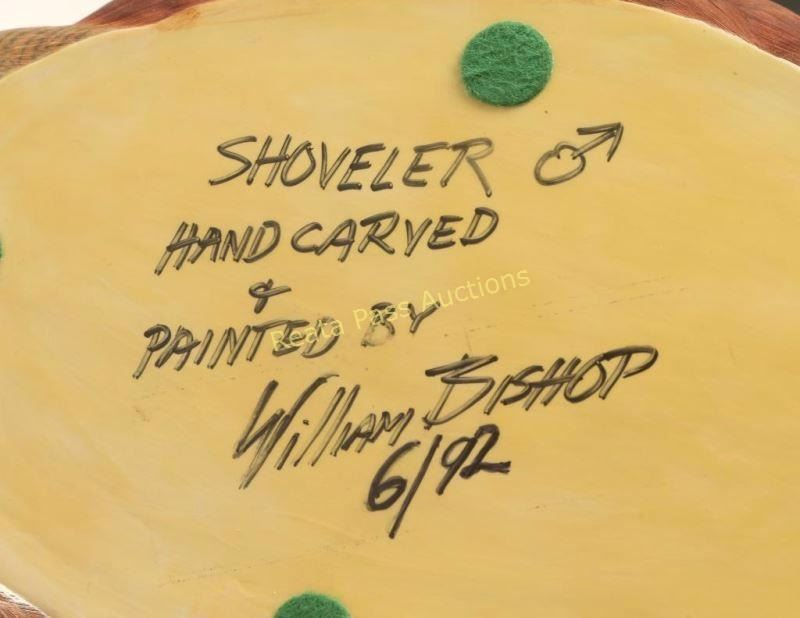 SHOVELER ♂
HAND CARVED
&
PAINTED BY
William BISHOP
6/92
Reata Pass Auctions